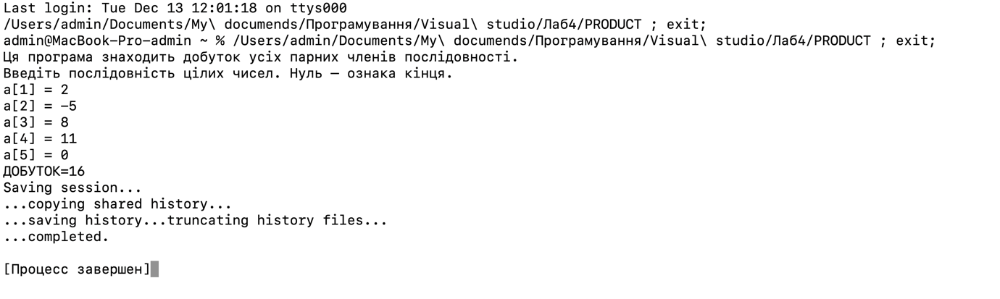 Last login: Tue Dec 13 12:01:18 on ttys000
/Users/admin/Documents/My\ documends/Програмування/Visual\ studio/Лаб4/PRODUCT ; exit;
admin@MacBook-Pro-admin ~ % /Users/admin/Documents/My\ documends/Програмування/Visual\ studio/Лаб4/PRODUCT ; exit;
Ця програма знаходить добуток усіх парних членів послідовності.
Введіть послідовність цілих чисел. Нуль – ознака кінця.
a[1] = 2
a[2] = -5
a[3] = 8
a[4] = 11
a[5] = 0
ДОБУТОК=16
Saving session...
...copying shared history...
...saving history...truncating history files...
...completed.
[Процесс завершен]